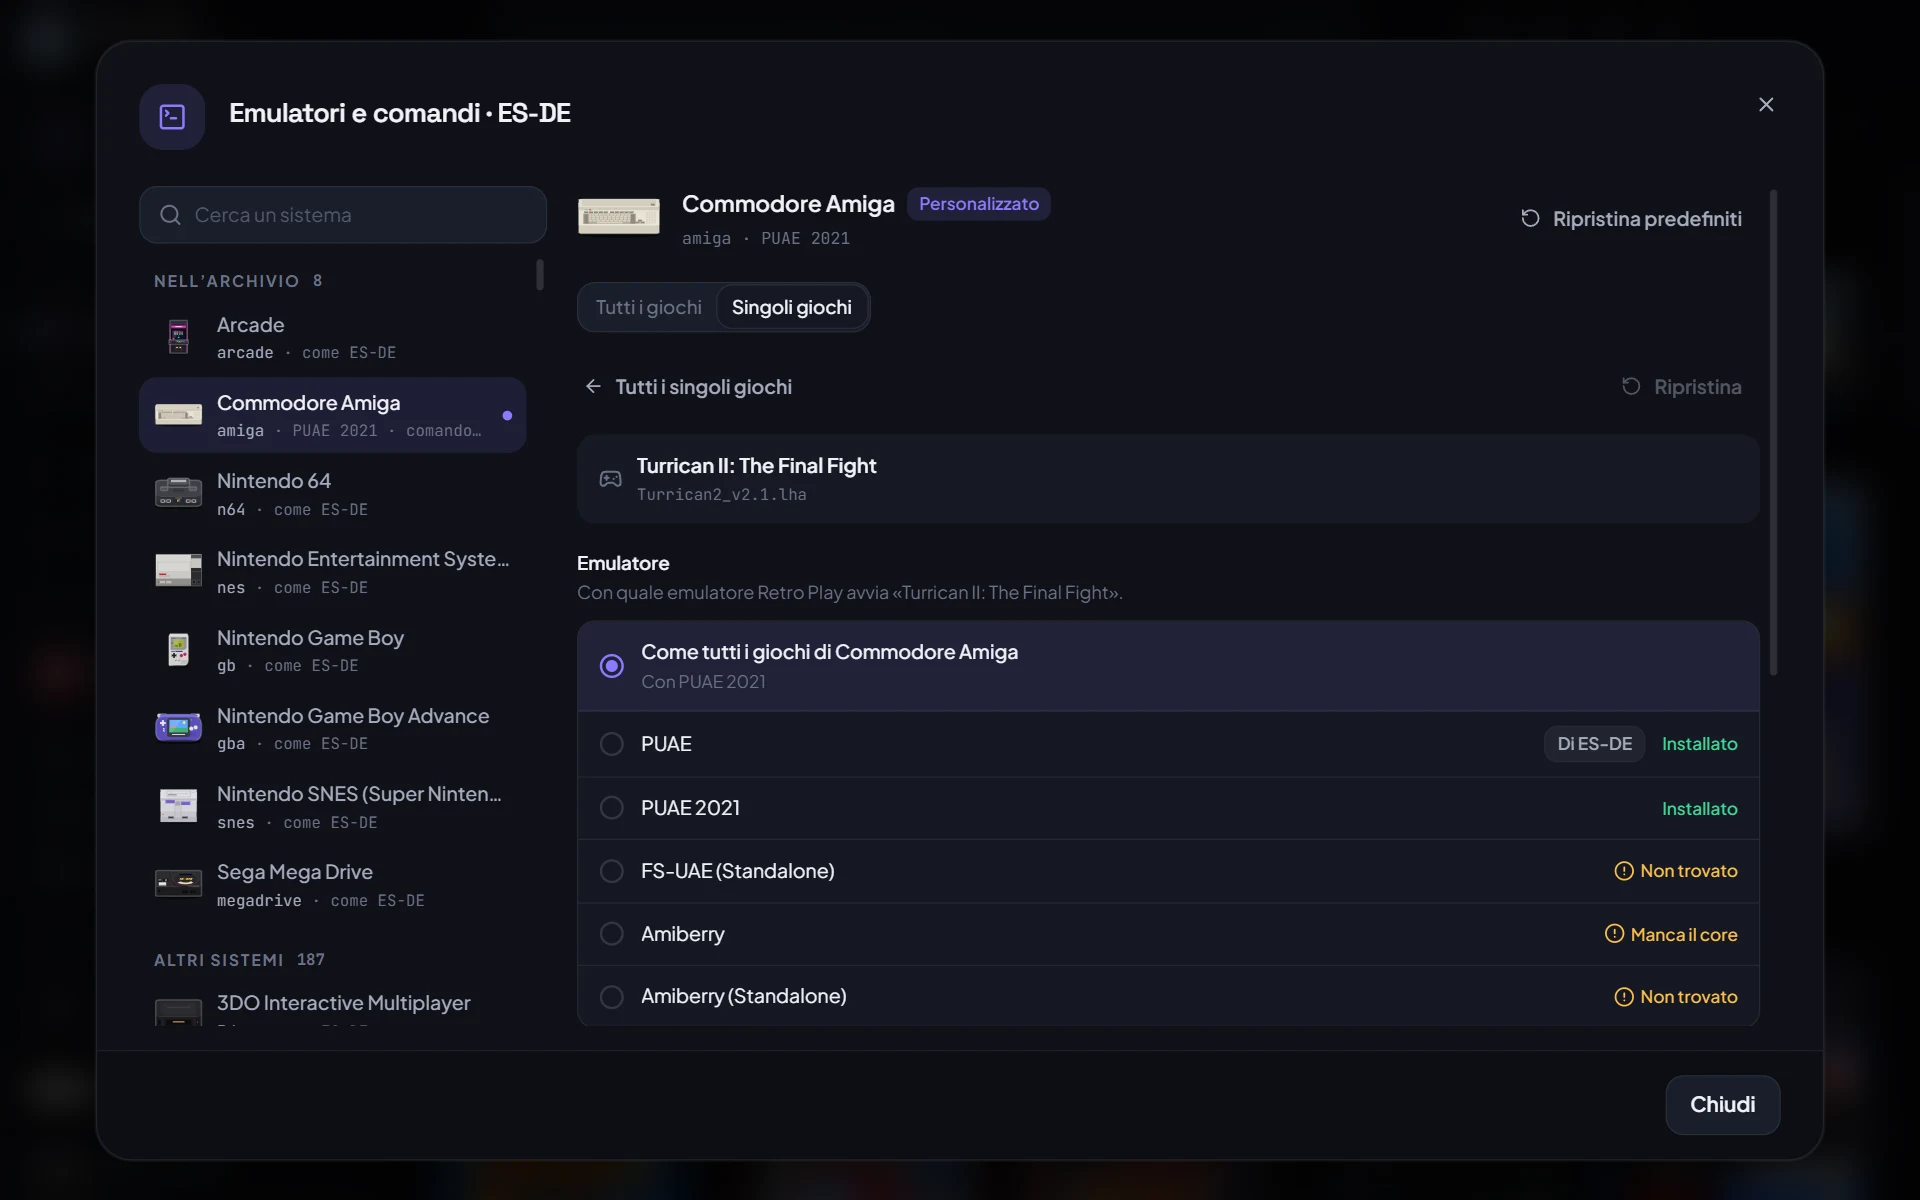 Emulatori e comandi · ES-DE
Cerca un sistema
NELL'ARCHIVIO 8
Arcade
arcade · come ES-DE
Commodore Amiga
amiga · PUAE 2021 · comando…
Nintendo 64
n64 · come ES-DE
Nintendo Entertainment Syste…
nes · come ES-DE
Nintendo Game Boy
gb · come ES-DE
Nintendo Game Boy Advance
gba · come ES-DE
Nintendo SNES (Super Ninten…
snes · come ES-DE
Sega Mega Drive
megadrive · come ES-DE
ALTRI SISTEMI 187
3DO Interactive Multiplayer
Commodore Amiga Personalizzato
amiga · PUAE 2021
Ripristina predefiniti
Tutti i giochi Singoli giochi
Tutti i singoli giochi
Ripristina
Turrican II: The Final Fight
Turrican2_v2.1.lha
Emulatore
Con quale emulatore Retro Play avvia «Turrican II: The Final Fight».
Come tutti i giochi di Commodore Amiga
Con PUAE 2021
PUAE Di ES-DE Installato
PUAE 2021 Installato
FS-UAE (Standalone) Non trovato
Amiberry Manca il core
Amiberry (Standalone) Non trovato
Chiudi